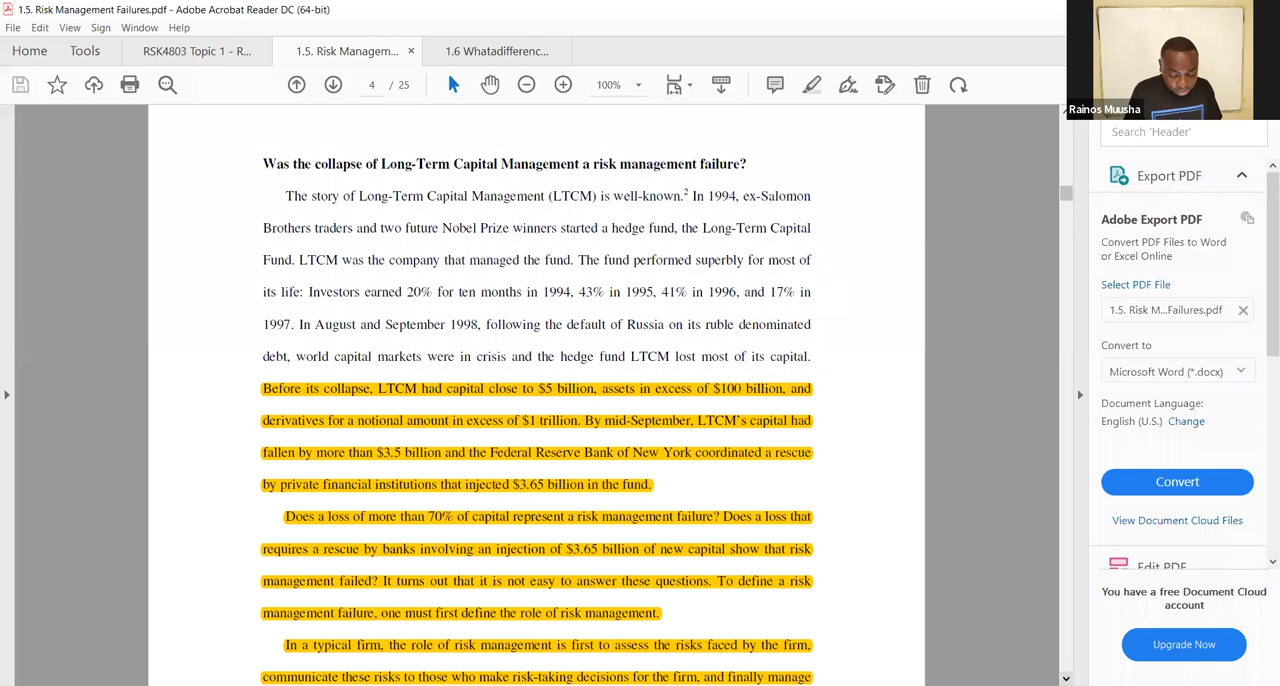 1.5. Risk Management Failures.pdf - Adobe Acrobat Reader DC (64-bit)
File Edit View Sign Window Help
Home Tools RSK4803 Topic 1 - R... 1.5. Risk Managem... × 1.6 Whatadifferenc...
4 / 25 100%
Rainos Muusha
Was the collapse of Long-Term Capital Management a risk management failure?
The story of Long-Term Capital Management (LTCM) is well-known.² In 1994, ex-Salomon
Brothers traders and two future Nobel Prize winners started a hedge fund, the Long-Term Capital
Fund. LTCM was the company that managed the fund. The fund performed superbly for most of
its life: Investors earned 20% for ten months in 1994, 43% in 1995, 41% in 1996, and 17% in
1997. In August and September 1998, following the default of Russia on its ruble denominated
debt, world capital markets were in crisis and the hedge fund LTCM lost most of its capital.
Before its collapse, LTCM had capital close to $5 billion, assets in excess of $100 billion, and
derivatives for a notional amount in excess of $1 trillion. By mid-September, LTCM's capital had
fallen by more than $3.5 billion and the Federal Reserve Bank of New York coordinated a rescue
by private financial institutions that injected $3.65 billion in the fund.
Does a loss of more than 70% of capital represent a risk management failure? Does a loss that
requires a rescue by banks involving an injection of $3.65 billion of new capital show that risk
management failed? It turns out that it is not easy to answer these questions. To define a risk
management failure, one must first define the role of risk management.
In a typical firm, the role of risk management is first to assess the risks faced by the firm,
communicate these risks to those who make risk-taking decisions for the firm, and finally manage
Search 'Header'
Export PDF
Adobe Export PDF
Convert PDF Files to Word
or Excel Online
Select PDF File
1.5. Risk M...Failures.pdf
Convert to
Microsoft Word (*.docx)
Document Language:
English (U.S.) Change
Convert
View Document Cloud Files
Edit PDF
You have a free Document Cloud
account
Upgrade Now